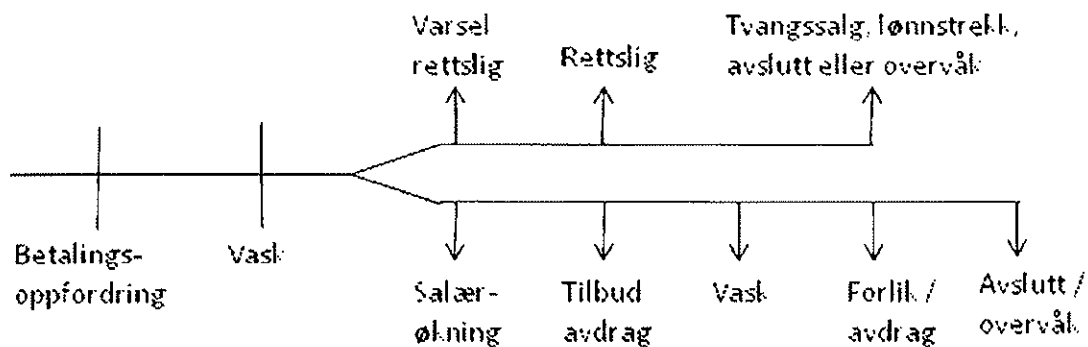 Varsel
rettslig
Rettslig
Tvangssalg, lønnstrekk,
avslutt eller overvåk
Betalings-
oppfordring
Vask
Salær-
økning
Tilbud
avdrag
Vask
Forlik /
avdrag
Avslutt /
overvåk